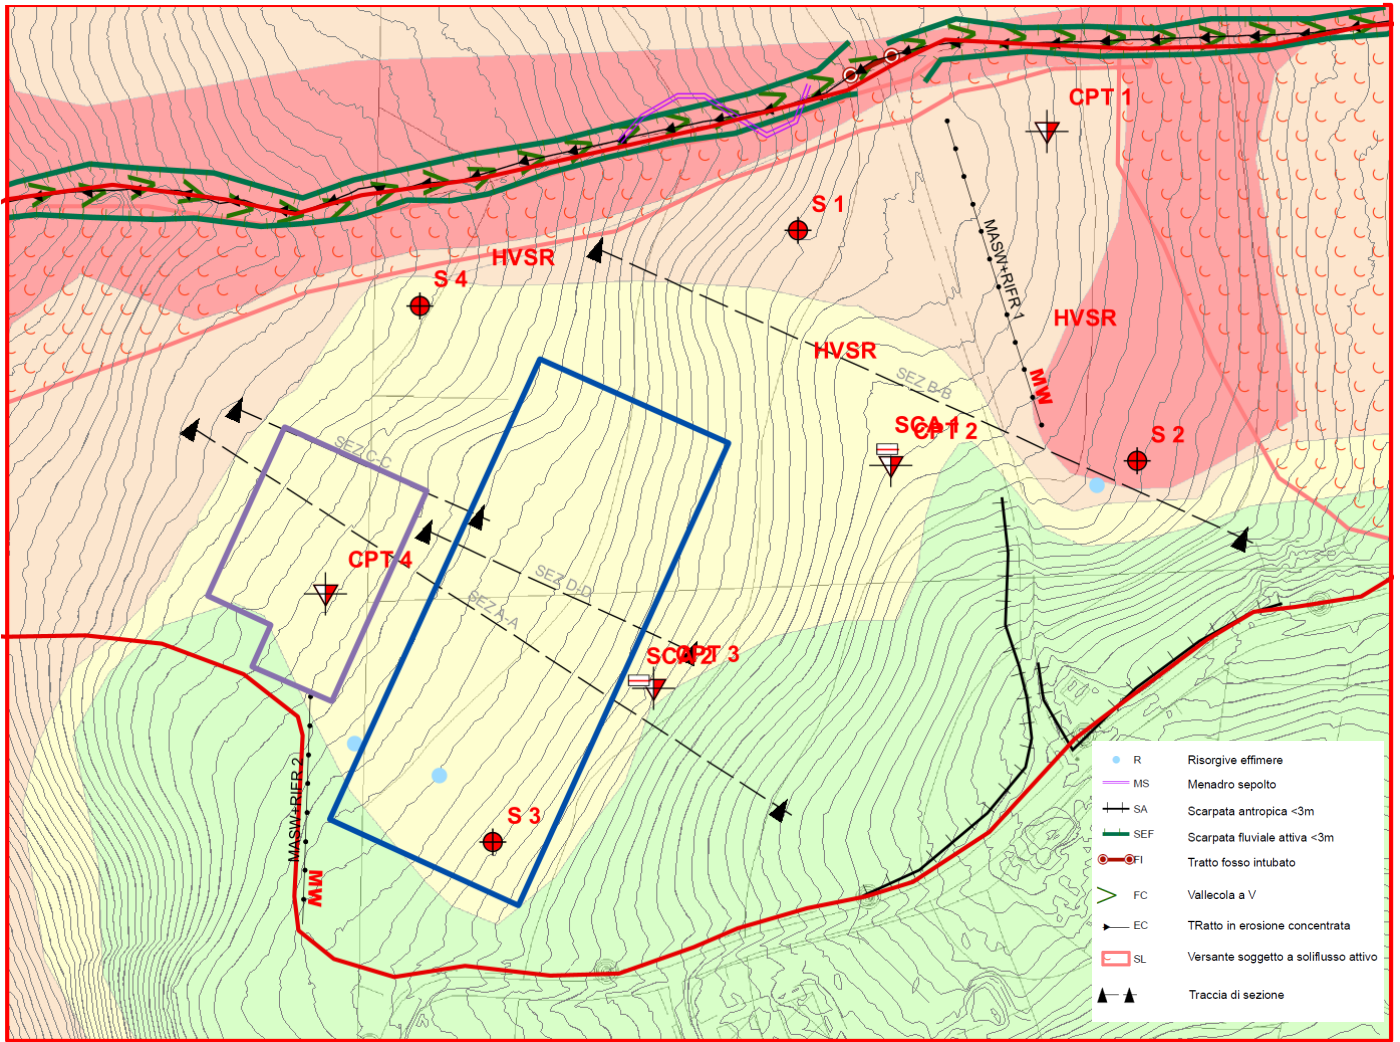 CPT 1
S 1
MASW+RIFR 1
HVSR
S 4
HVSR
HVSR
SEZ B-B
MW
SCA 1
CPT 2
S 2
SEZ C-C
CPT 4
SEZ D-D
SEZ A-A
SCA 2
CPT 3
MASW+RIFR 2
S 3
MW
R Risorgive effimere
MS Menadro sepolto
SA Scarpata antropica <3m
SEF Scarpata fluviale attiva <3m
FI Tratto fosso intubato
FC Vallecola a V
EC TRatto in erosione concentrata
SL Versante soggetto a soliflusso attivo
Traccia di sezione